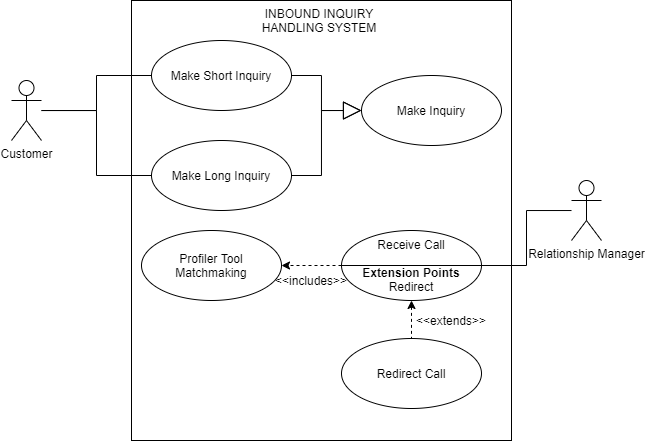 INBOUND INQUIRY
HANDLING SYSTEM
Make Short Inquiry
Make Inquiry
Customer
Make Long Inquiry
Receive Call
Relationship Manager
Profiler Tool
Matchmaking
Extension Points
Redirect
<<includes>>
<<extends>>
Redirect Call